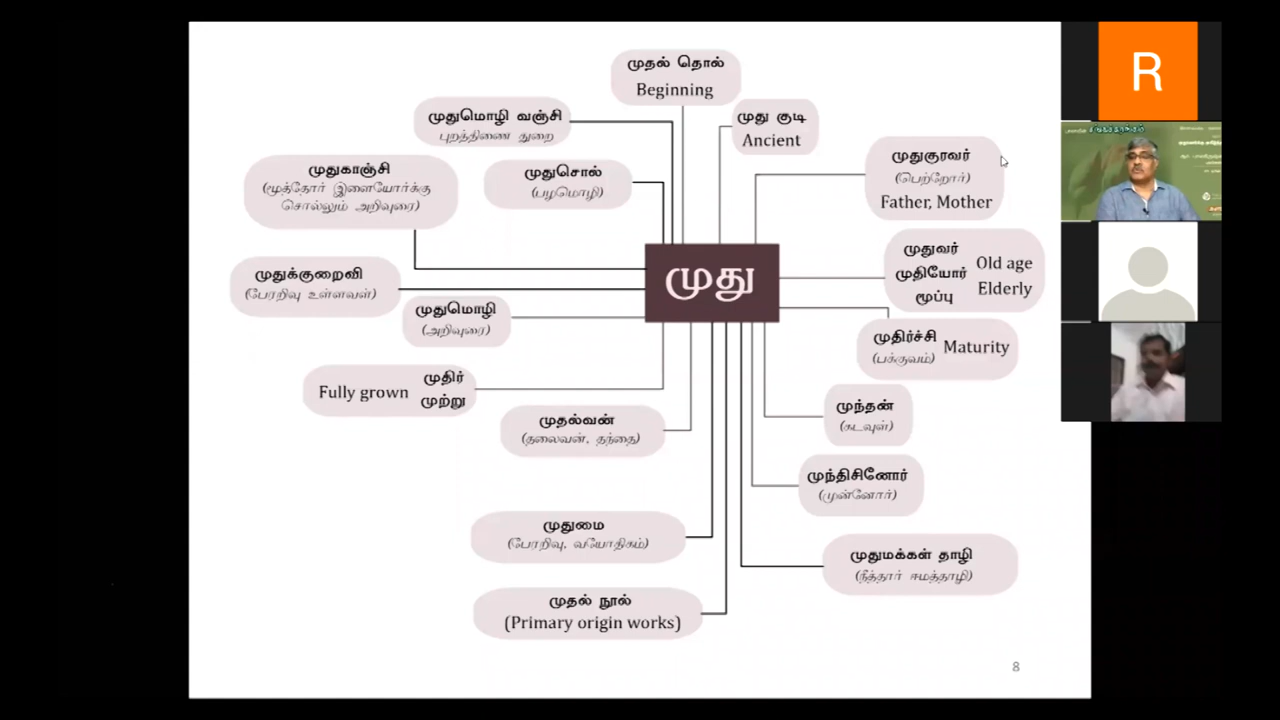 முதல் தொல்
Beginning
முது குடி
Ancient
முதுமொழி வஞ்சி
புறத்திணை துறை
முதுகுரவர்
(பெற்றோர்)
Father, Mother
முதுகாஞ்சி
(மூத்தோர் இளையோர்க்கு
சொல்லும் அறிவுரை)
முதுசொல்
(பழமொழி)
முது
முதுவர்
முதியோர்
மூப்பு
Old age
Elderly
முதுக்குறைவி
(பேரறிவு உள்ளவள்)
முதுமொழி
(அறிவுரை)
முதிர்ச்சி
(பக்குவம்)
Maturity
Fully grown
முதிர்
முற்று
முந்தன்
(கடவுள்)
முதல்வன்
(தலைவன், தந்தை)
முந்திசினோர்
(முன்னோர்)
முதுமை
(பேரறிவு, வயோதிகம்)
முதுமக்கள் தாழி
(நீத்தார் ஈமத்தாழி)
முதல் நூல்
(Primary origin works)
8
R